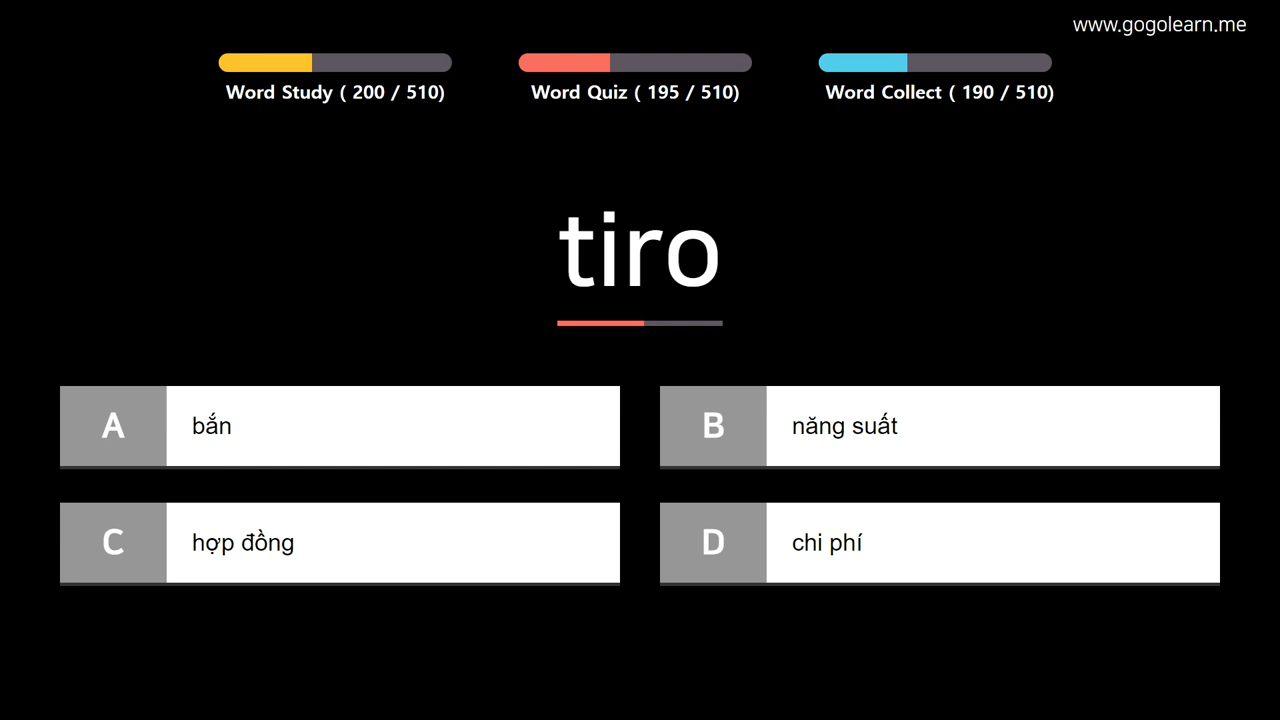 www.gogolearn.me
Word Study ( 200 / 510)
Word Quiz ( 195 / 510)
Word Collect ( 190 / 510)
tiro
A bắn
B năng suất
C hợp đồng
D chi phí